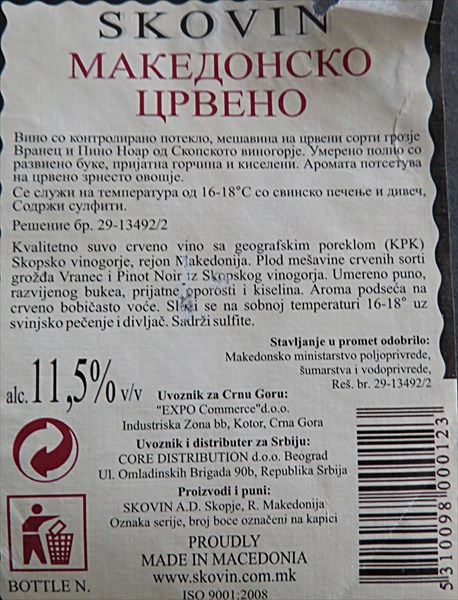 SKOVIN
МАКЕДОНСКО
ЦРВЕНО
Вино со контролирано потекло, мешавина на црвени сорти грозје
Вранец и Пино Ноар од Скопското виногорје. Умерено полно со
развиено буке, пријатна горчина и киселени. Аромата потсетува
на црвено зрнесто овошје.
Се служи на температура од 16-18°C со свинско печење и дивеч,
Содржи сулфити.
Решение бр. 29-13492/2
Kvalitetno suvo crveno vino sa geografskim poreklom (KPK)
Skopsko vinogorje, rejon Makedonija. Plod mešavine crvenih sorti
grožđa Vranec i Pinot Noir iz Skopskog vinogorja. Umereno puno,
razvijenog bukea, prijatne oporosti i kiselina. Aroma podseća na
crveno bobičasto voće. Služi se na sobnoj temperaturi 16-18° uz
svinjsko pečenje i divljač. Sadrži sulfite.
Stavljanje u promet odobrilo:
Makedonsko ministarstvo poljoprivrede,
šumarstva i vodoprivrede,
Reš. br. 29-13492/2
alc. 11,5% v/v
Uvoznik za Crnu Goru:
"EXPO Commerce"d.o.o.
Industriska Zona bb, Kotor, Crna Gora
Uvoznik i distributer za Srbiju:
CORE DISTRIBUTION d.o.o. Beograd
Ul. Omladinskih Brigada 90b, Republika Srbija
Proizvodi i puni:
SKOVIN A.D. Skopje, R. Makedonija
Oznaka serije, broj boce označeni na kapici
PROUDLY
MADE IN MACEDONIA
www.skovin.com.mk
ISO 9001:2008
BOTTLE N.
5310098000123